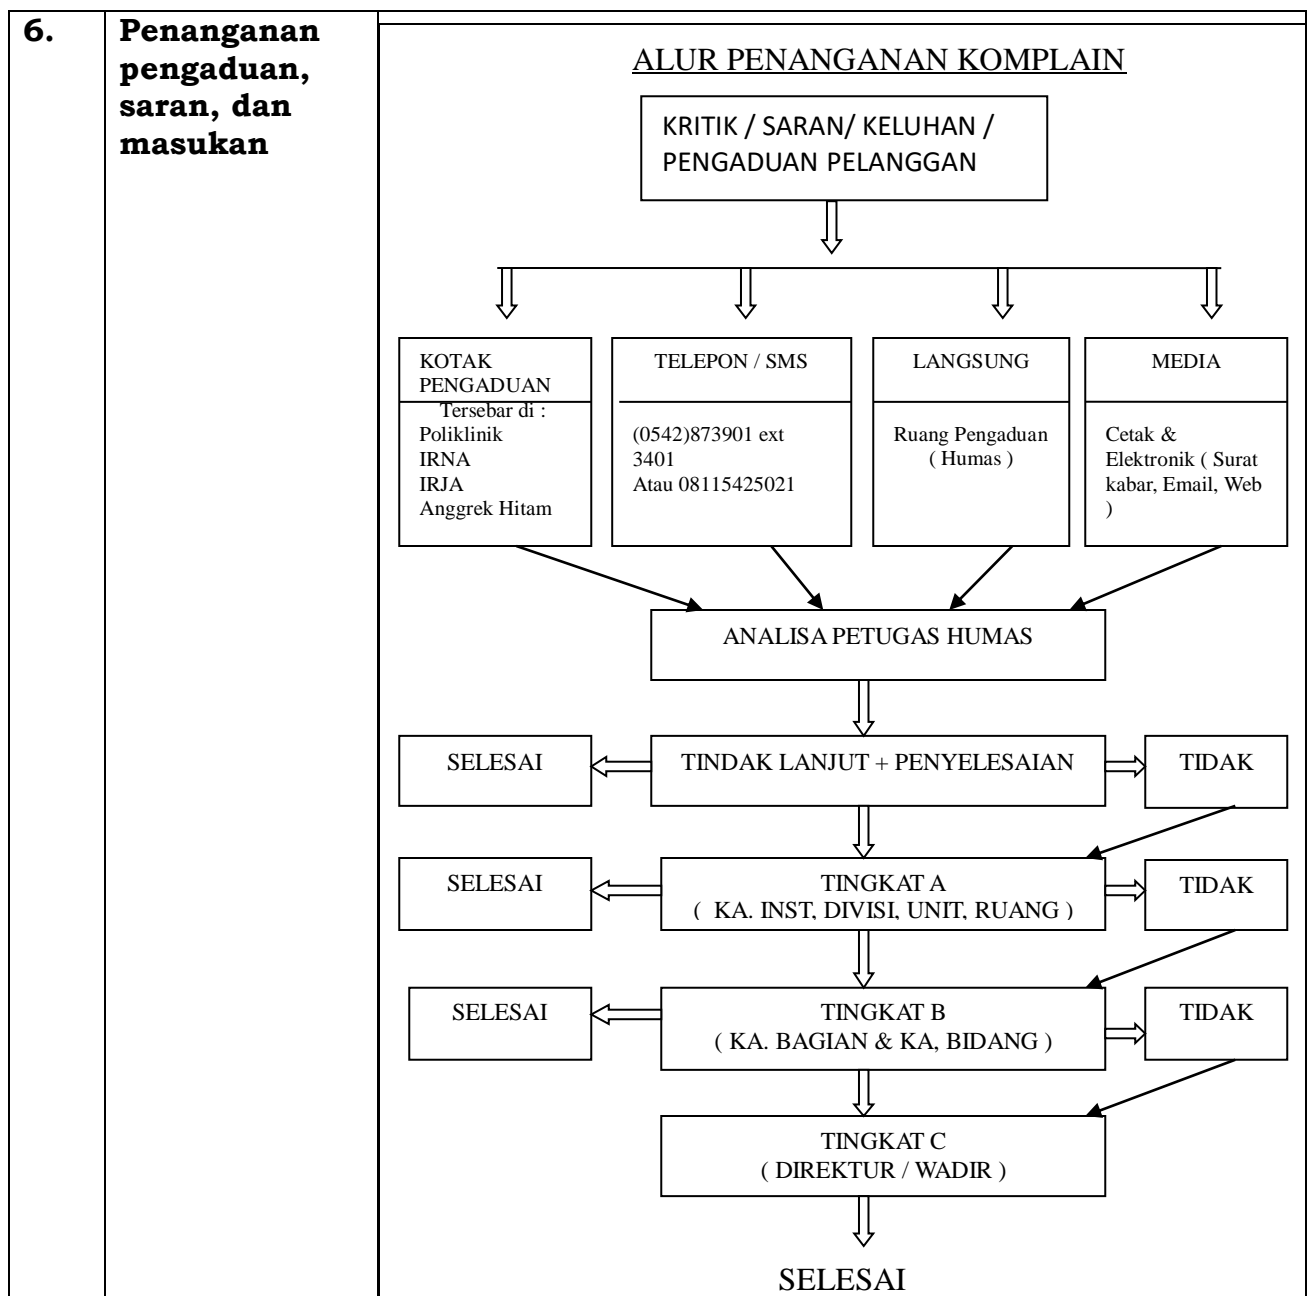 6.
Penanganan
pengaduan,
saran, dan
masukan
ALUR PENANGANAN KOMPLAIN
KRITIK / SARAN/ KELUHAN /
PENGADUAN PELANGGAN
KOTAK
PENGADUAN
Tersebar di :
Poliklinik
IRNA
IRJA
Anggrek Hitam
TELEPON / SMS
(0542)873901 ext
3401
Atau 08115425021
LANGSUNG
Ruang Pengaduan
( Humas )
MEDIA
Cetak &
Elektronik ( Surat
kabar, Email, Web
)
ANALISA PETUGAS HUMAS
SELESAI
TINDAK LANJUT + PENYELESAIAN
TIDAK
SELESAI
TINGKAT A
( KA. INST, DIVISI, UNIT, RUANG )
TIDAK
SELESAI
TINGKAT B
( KA. BAGIAN & KA, BIDANG )
TIDAK
TINGKAT C
( DIREKTUR / WADIR )
SELESAI